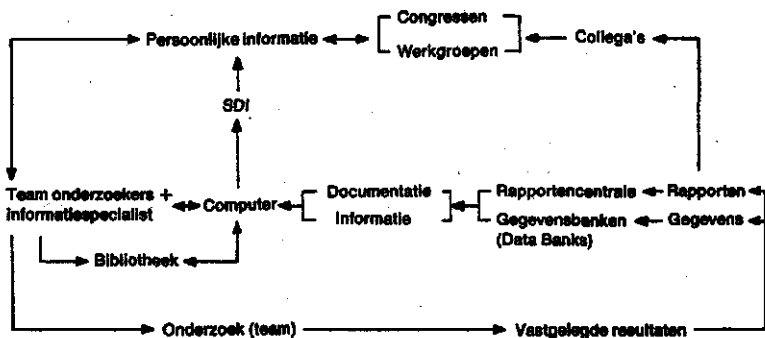 Congressen
Persoonlijke informatie
Werkgroepen
Collega's
SDI
Team onderzoekers +
informatiespecialist
Computer
Documentatie
Informatie
Rapportencentrale
Rapporten
Gegevensbanken
(Data Banks)
Gegevens
Bibliotheek
Onderzoek (team)
Vastgelegde resultaten